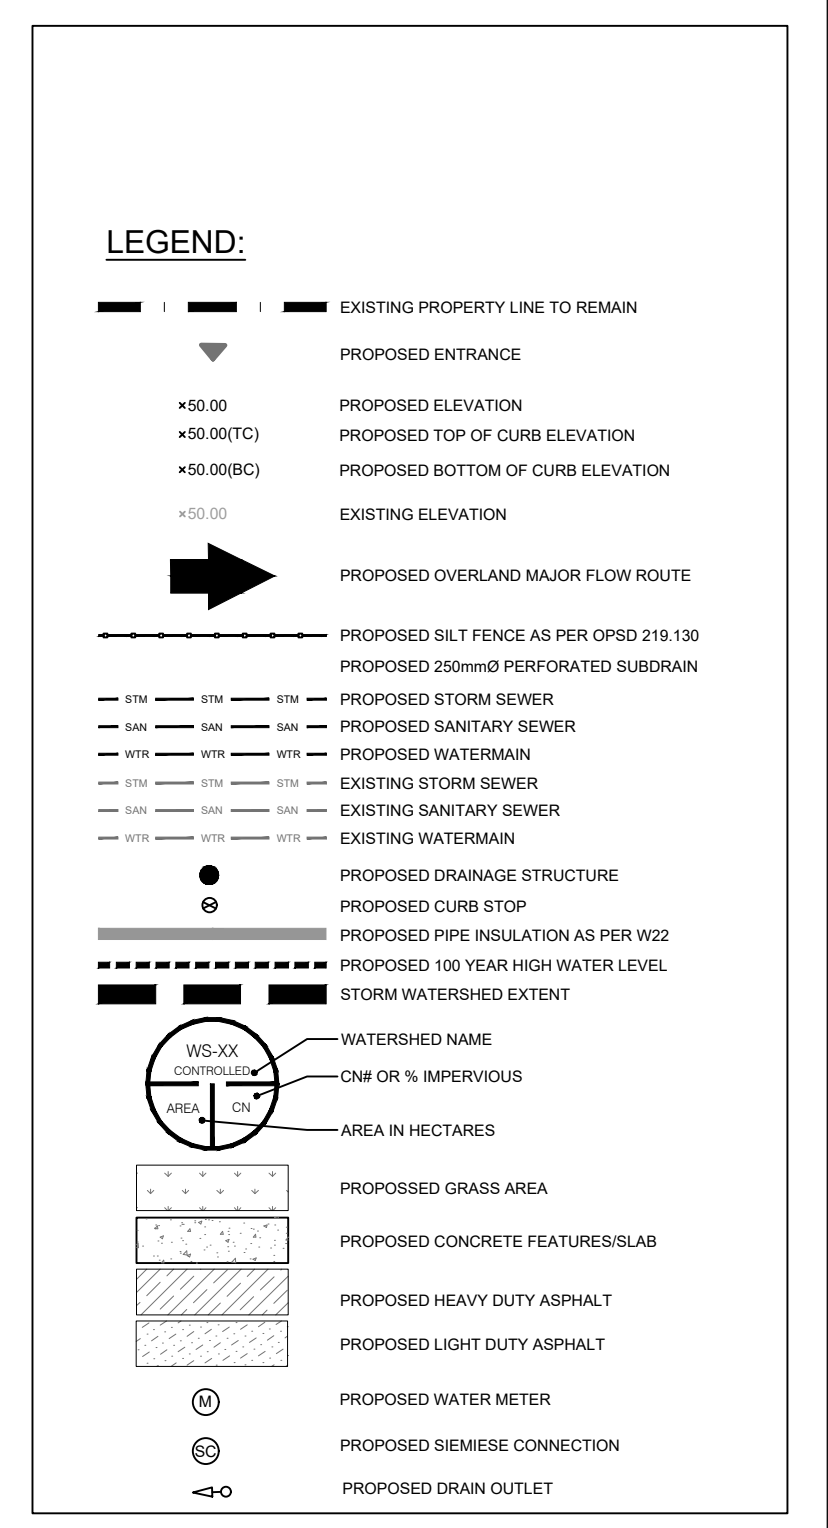 LEGEND:
EXISTING PROPERTY LINE TO REMAIN
PROPOSED ENTRANCE
×50.00 PROPOSED ELEVATION
×50.00(TC) PROPOSED TOP OF CURB ELEVATION
×50.00(BC) PROPOSED BOTTOM OF CURB ELEVATION
×50.00 EXISTING ELEVATION
PROPOSED OVERLAND MAJOR FLOW ROUTE
PROPOSED SILT FENCE AS PER OPSD 219.130
PROPOSED 250mmØ PERFORATED SUBDRAIN
STM STM STM PROPOSED STORM SEWER
SAN SAN SAN PROPOSED SANITARY SEWER
WTR WTR WTR PROPOSED WATERMAIN
STM STM STM EXISTING STORM SEWER
SAN SAN SAN EXISTING SANITARY SEWER
WTR WTR WTR EXISTING WATERMAIN
PROPOSED DRAINAGE STRUCTURE
PROPOSED CURB STOP
PROPOSED PIPE INSULATION AS PER W22
PROPOSED 100 YEAR HIGH WATER LEVEL
STORM WATERSHED EXTENT
WS-XX WATERSHED NAME
CONTROLLED CN# OR % IMPERVIOUS
AREA CN
AREA IN HECTARES
PROPOSSED GRASS AREA
PROPOSED CONCRETE FEATURES/SLAB
PROPOSED HEAVY DUTY ASPHALT
PROPOSED LIGHT DUTY ASPHALT
M PROPOSED WATER METER
SC PROPOSED SIEMIESE CONNECTION
PROPOSED DRAIN OUTLET